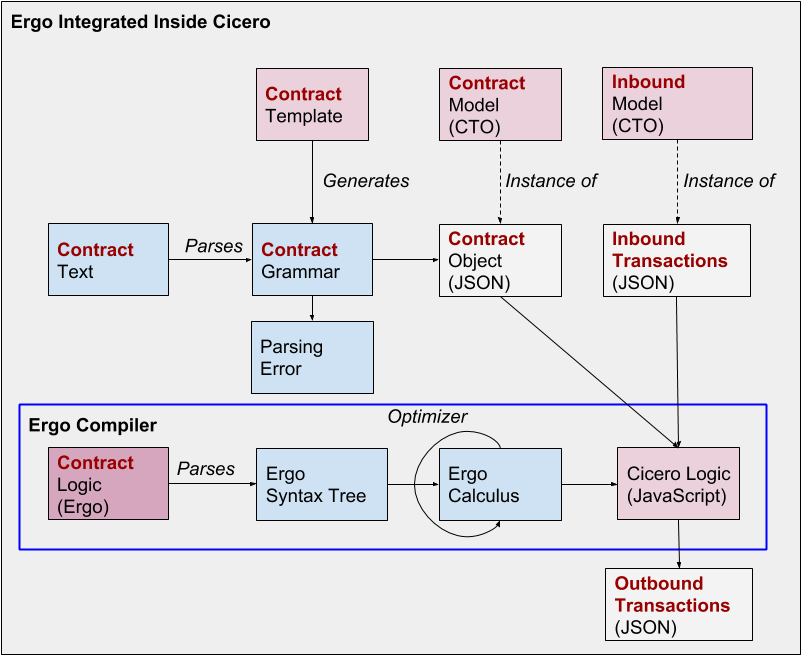 Ergo Integrated Inside Cicero
Contract
Template
Contract
Model
(CTO)
Inbound
Model
(CTO)
Generates
Instance of
Instance of
Contract
Text
Parses
Contract
Grammar
Contract
Object
(JSON)
Inbound
Transactions
(JSON)
Parsing
Error
Optimizer
Ergo Compiler
Contract
Logic
(Ergo)
Parses
Ergo
Syntax Tree
Ergo
Calculus
Cicero Logic
(JavaScript)
Outbound
Transactions
(JSON)